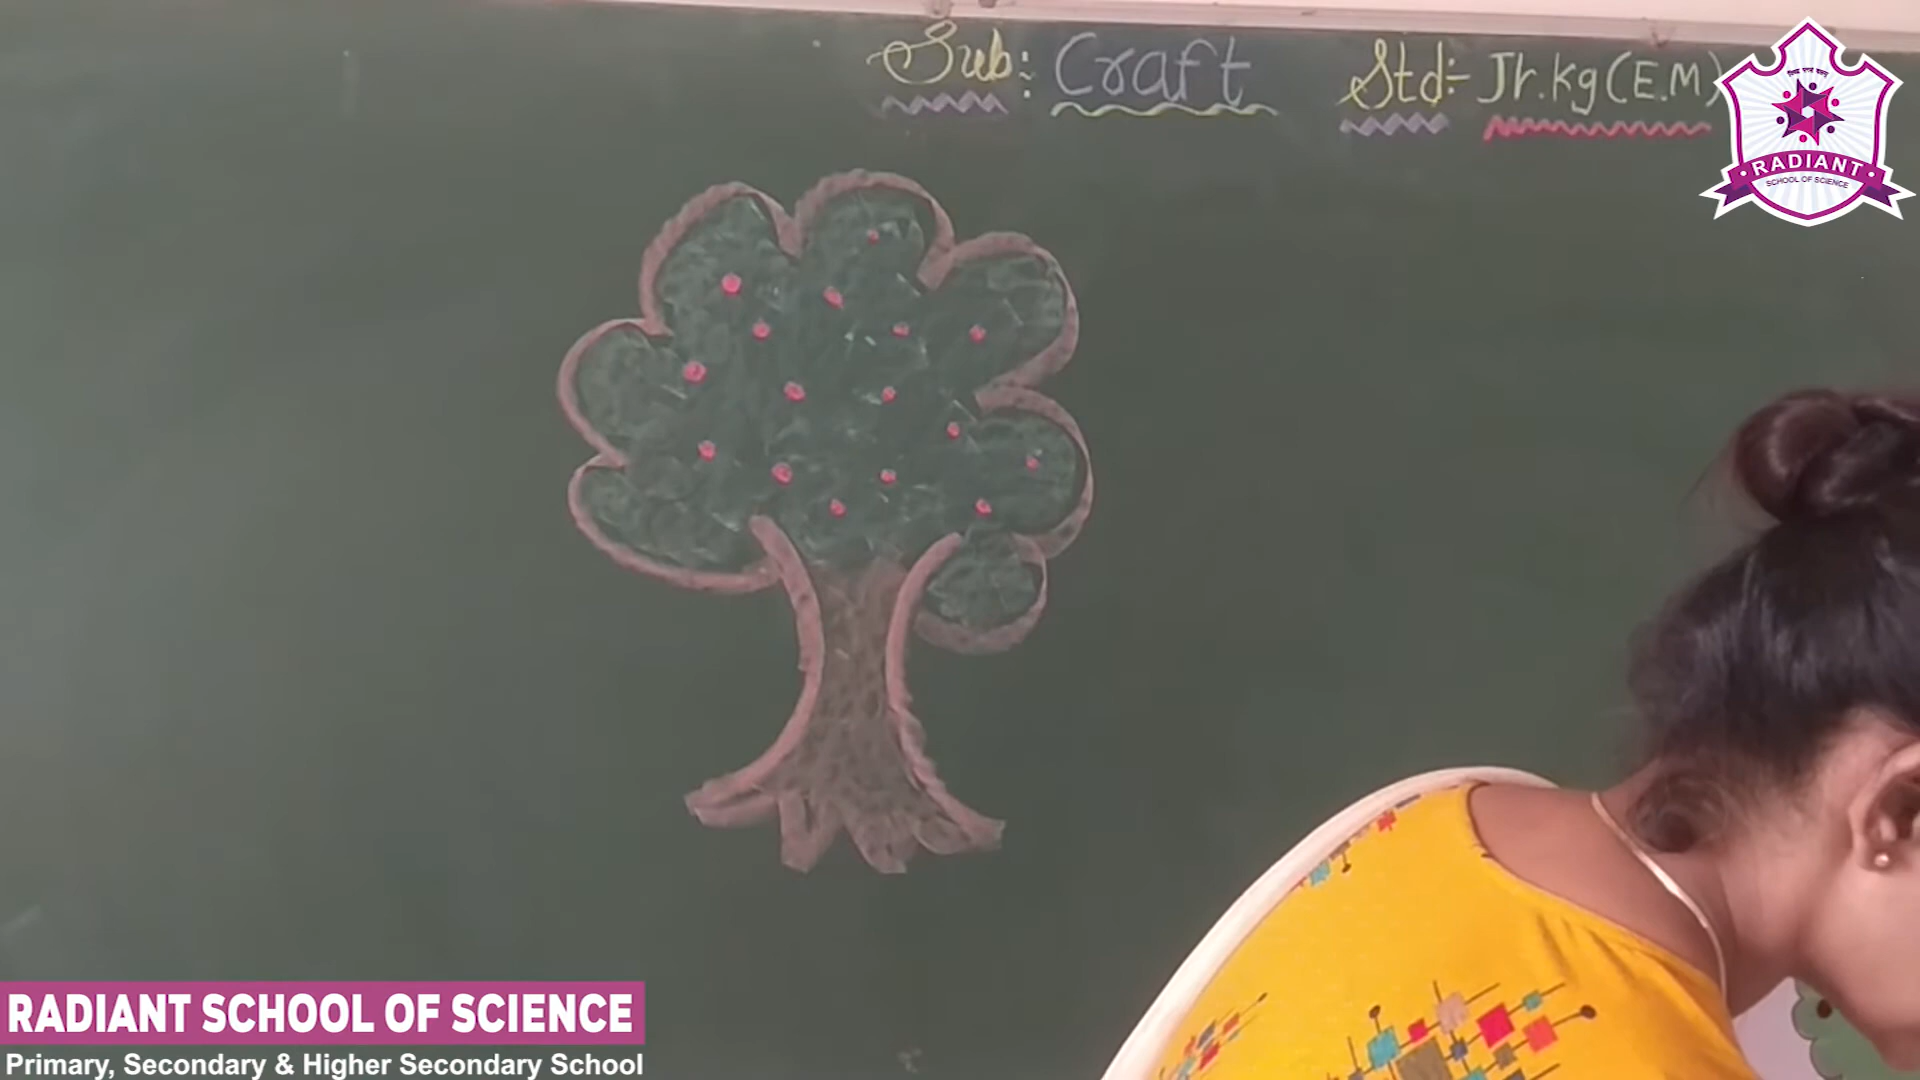 Sub: Craft Std:- Jr.kg(E.M)
RADIANT
SCHOOL OF SCIENCE
RADIANT SCHOOL OF SCIENCE
Primary, Secondary & Higher Secondary School